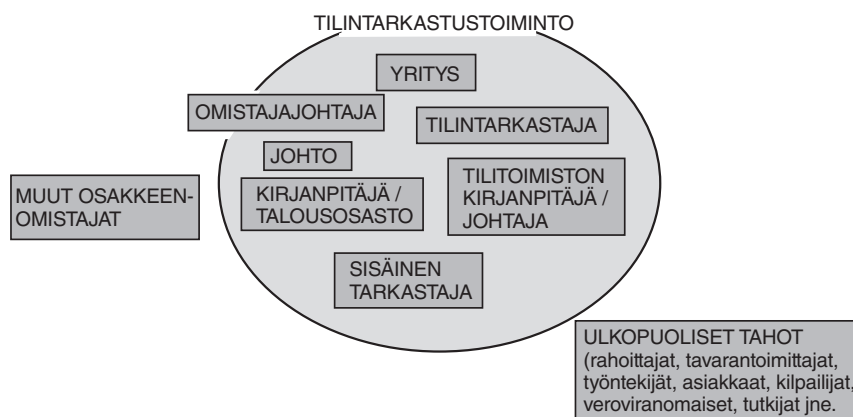 TILINTARKASTUSTOIMINTO
YRITYS
OMISTAJAJOHTAJA
TILINTARKASTAJA
JOHTO
MUUT OSAKKEEN-
OMISTAJAT
KIRJANPITÄJÄ /
TALOUSOSASTO
TILITOIMISTON
KIRJANPITÄJÄ /
JOHTAJA
SISÄINEN
TARKASTAJA
ULKOPUOLISET TAHOT
(rahoittajat, tavarantoimittajat,
työntekijät, asiakkaat, kilpailijat,
veroviranomaiset, tutkijat jne.